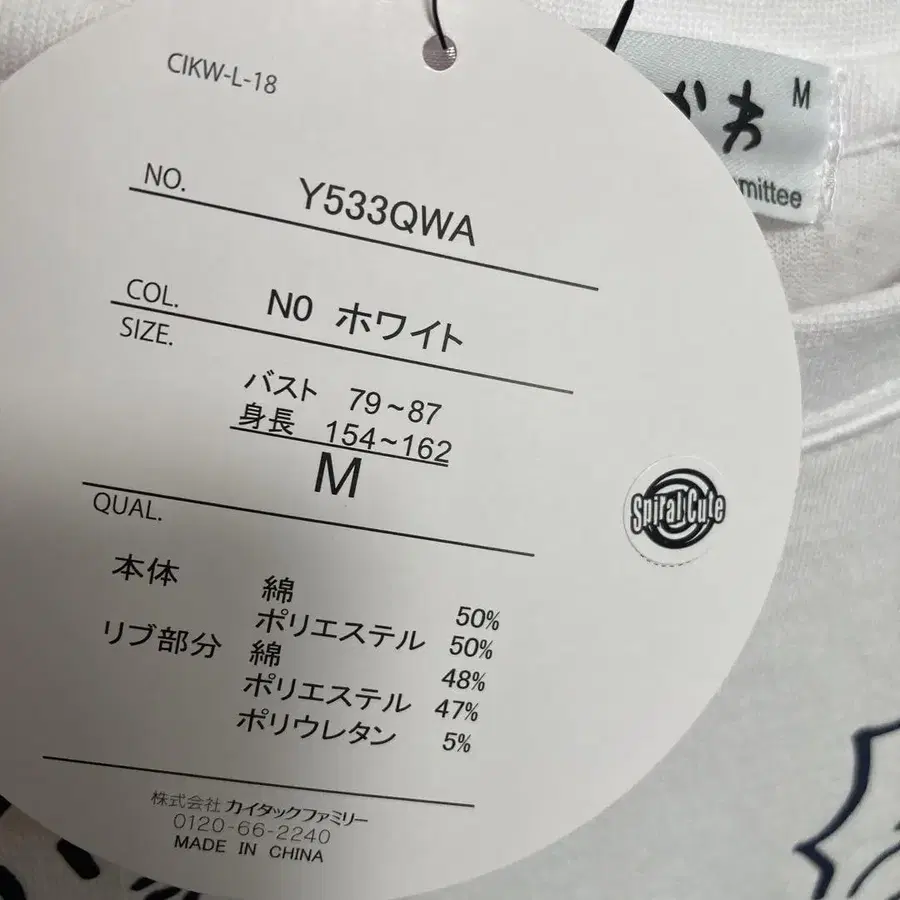 CIKW-L-18
NO. Y533QWA
COL. N0 ホワイト
SIZE.
バスト 79~87
身長 154~162
M
QUAL.
本体 綿 50%
ポリエステル 50%
リブ部分 綿 48%
ポリエステル 47%
ポリウレタン 5%
株式会社 カイタックファミリー
0120-66-2240
MADE IN CHINA
Spiral Cute
かわ M
mittee